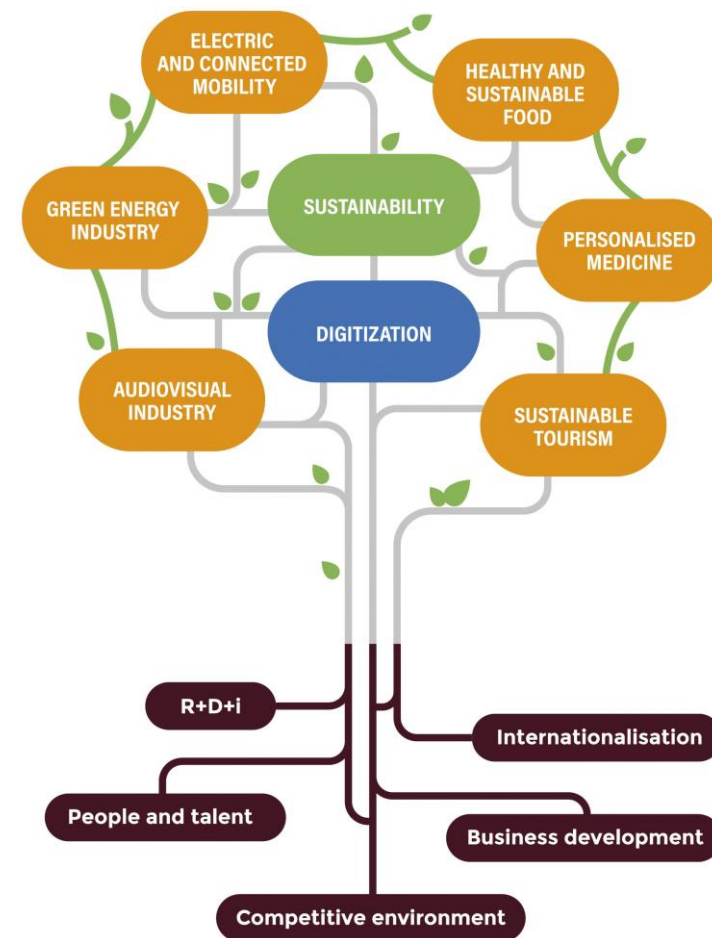 ELECTRIC
AND CONNECTED
MOBILITY
HEALTHY AND
SUSTAINABLE
FOOD
SUSTAINABILITY
GREEN ENERGY
INDUSTRY
PERSONALISED
MEDICINE
DIGITIZATION
AUDIOVISUAL
INDUSTRY
SUSTAINABLE
TOURISM
R+D+i
Internationalisation
People and talent
Business development
Competitive environment